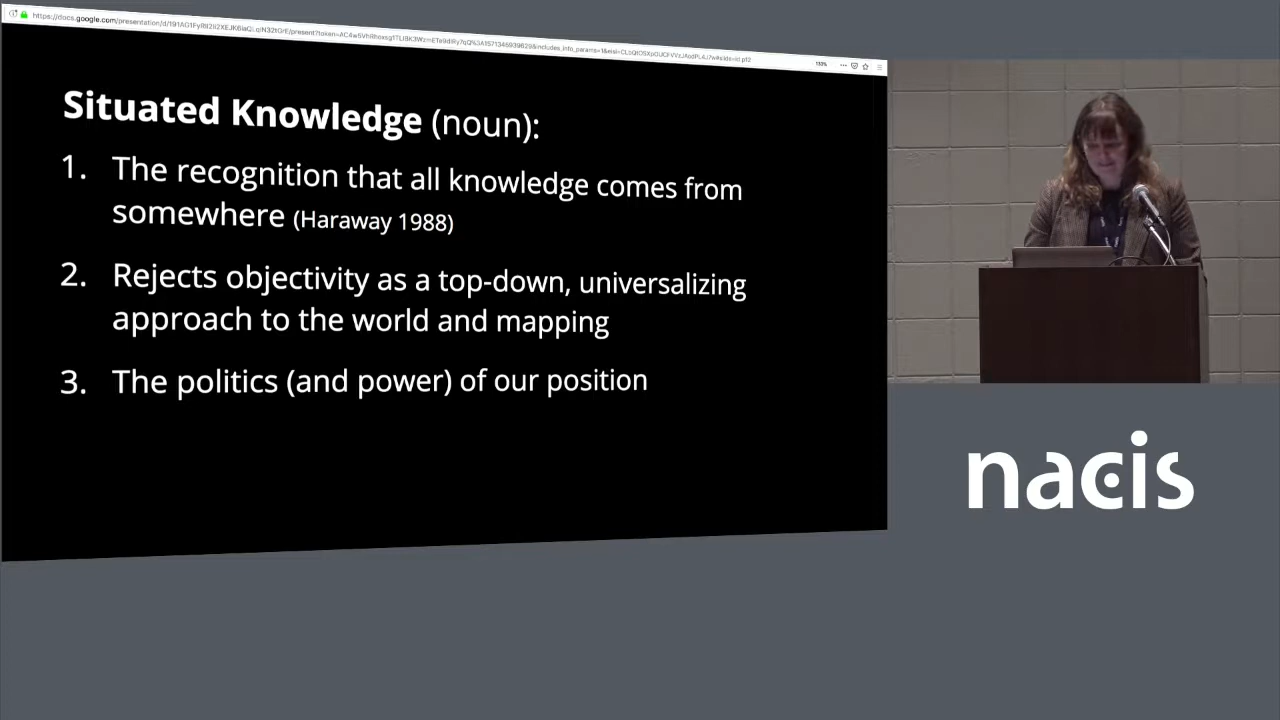 Situated Knowledge (noun):
1. The recognition that all knowledge comes from
somewhere (Haraway 1988)
2. Rejects objectivity as a top-down, universalizing
approach to the world and mapping
3. The politics (and power) of our position
nacis